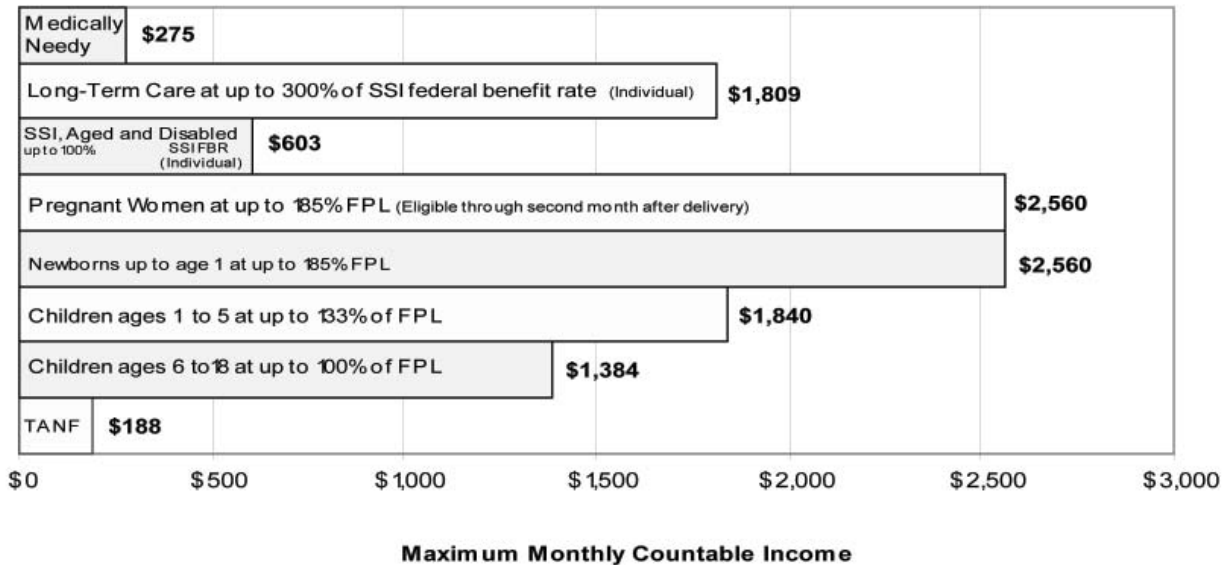 Medically
Needy
$275
Long-Term Care at up to 300% of SSI federal benefit rate (Individual)
$1,809
SSI, Aged and Disabled
up to 100% SSI FBR
(Individual)
$603
Pregnant Women at up to 185% FPL (Eligible through second month after delivery)
$2,560
Newborns up to age 1 at up to 185% FPL
$2,560
Children ages 1 to 5 at up to 133% of FPL
$1,840
Children ages 6 to 18 at up to 100% of FPL
$1,384
TANF
$188
$0 $500 $1,000 $1,500 $2,000 $2,500 $3,000
Maximum Monthly Countable Income